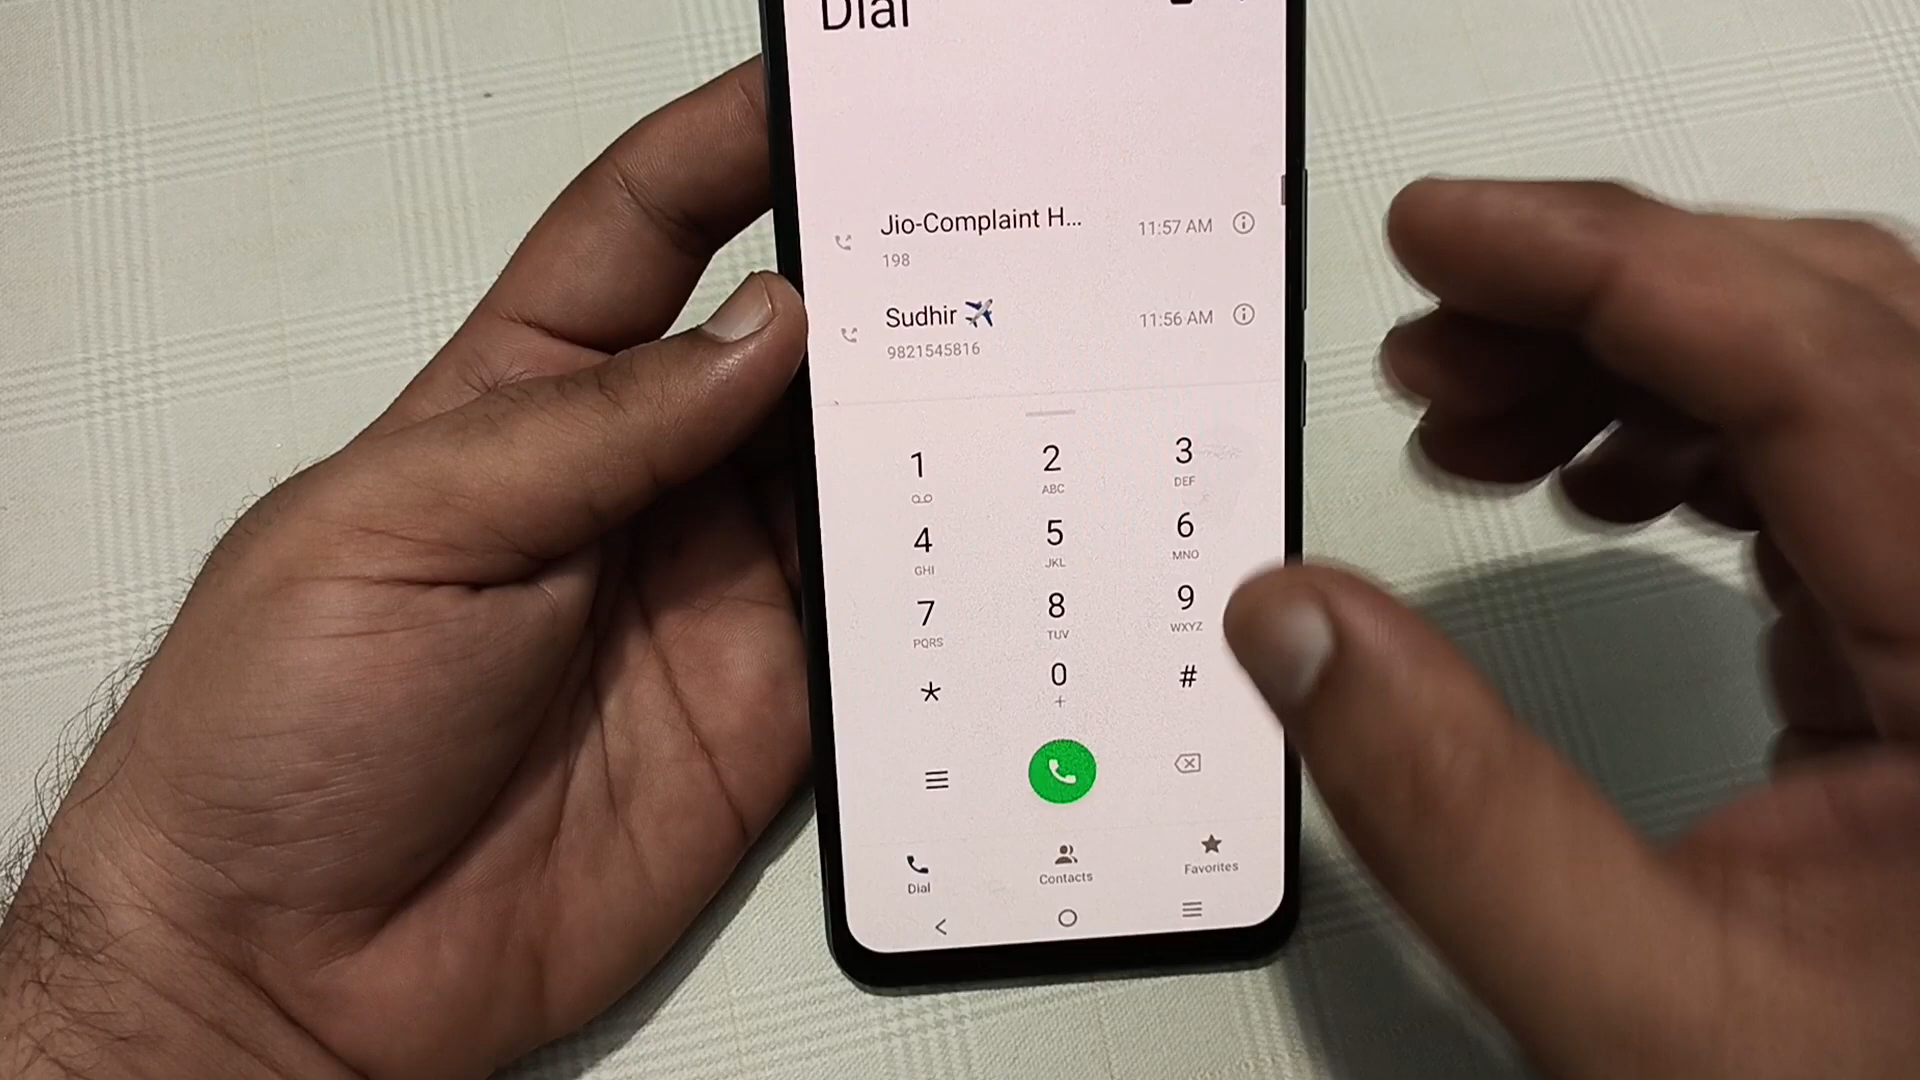 Dial
Jio-Complaint H... 11:57 AM
198
Sudhir ✈️ 11:56 AM
9821545816
1 2 3
ABC DEF
4 5 6
GHI JKL MNO
7 8 9
PQRS TUV WXYZ
* 0 #
+
Dial Contacts Favorites